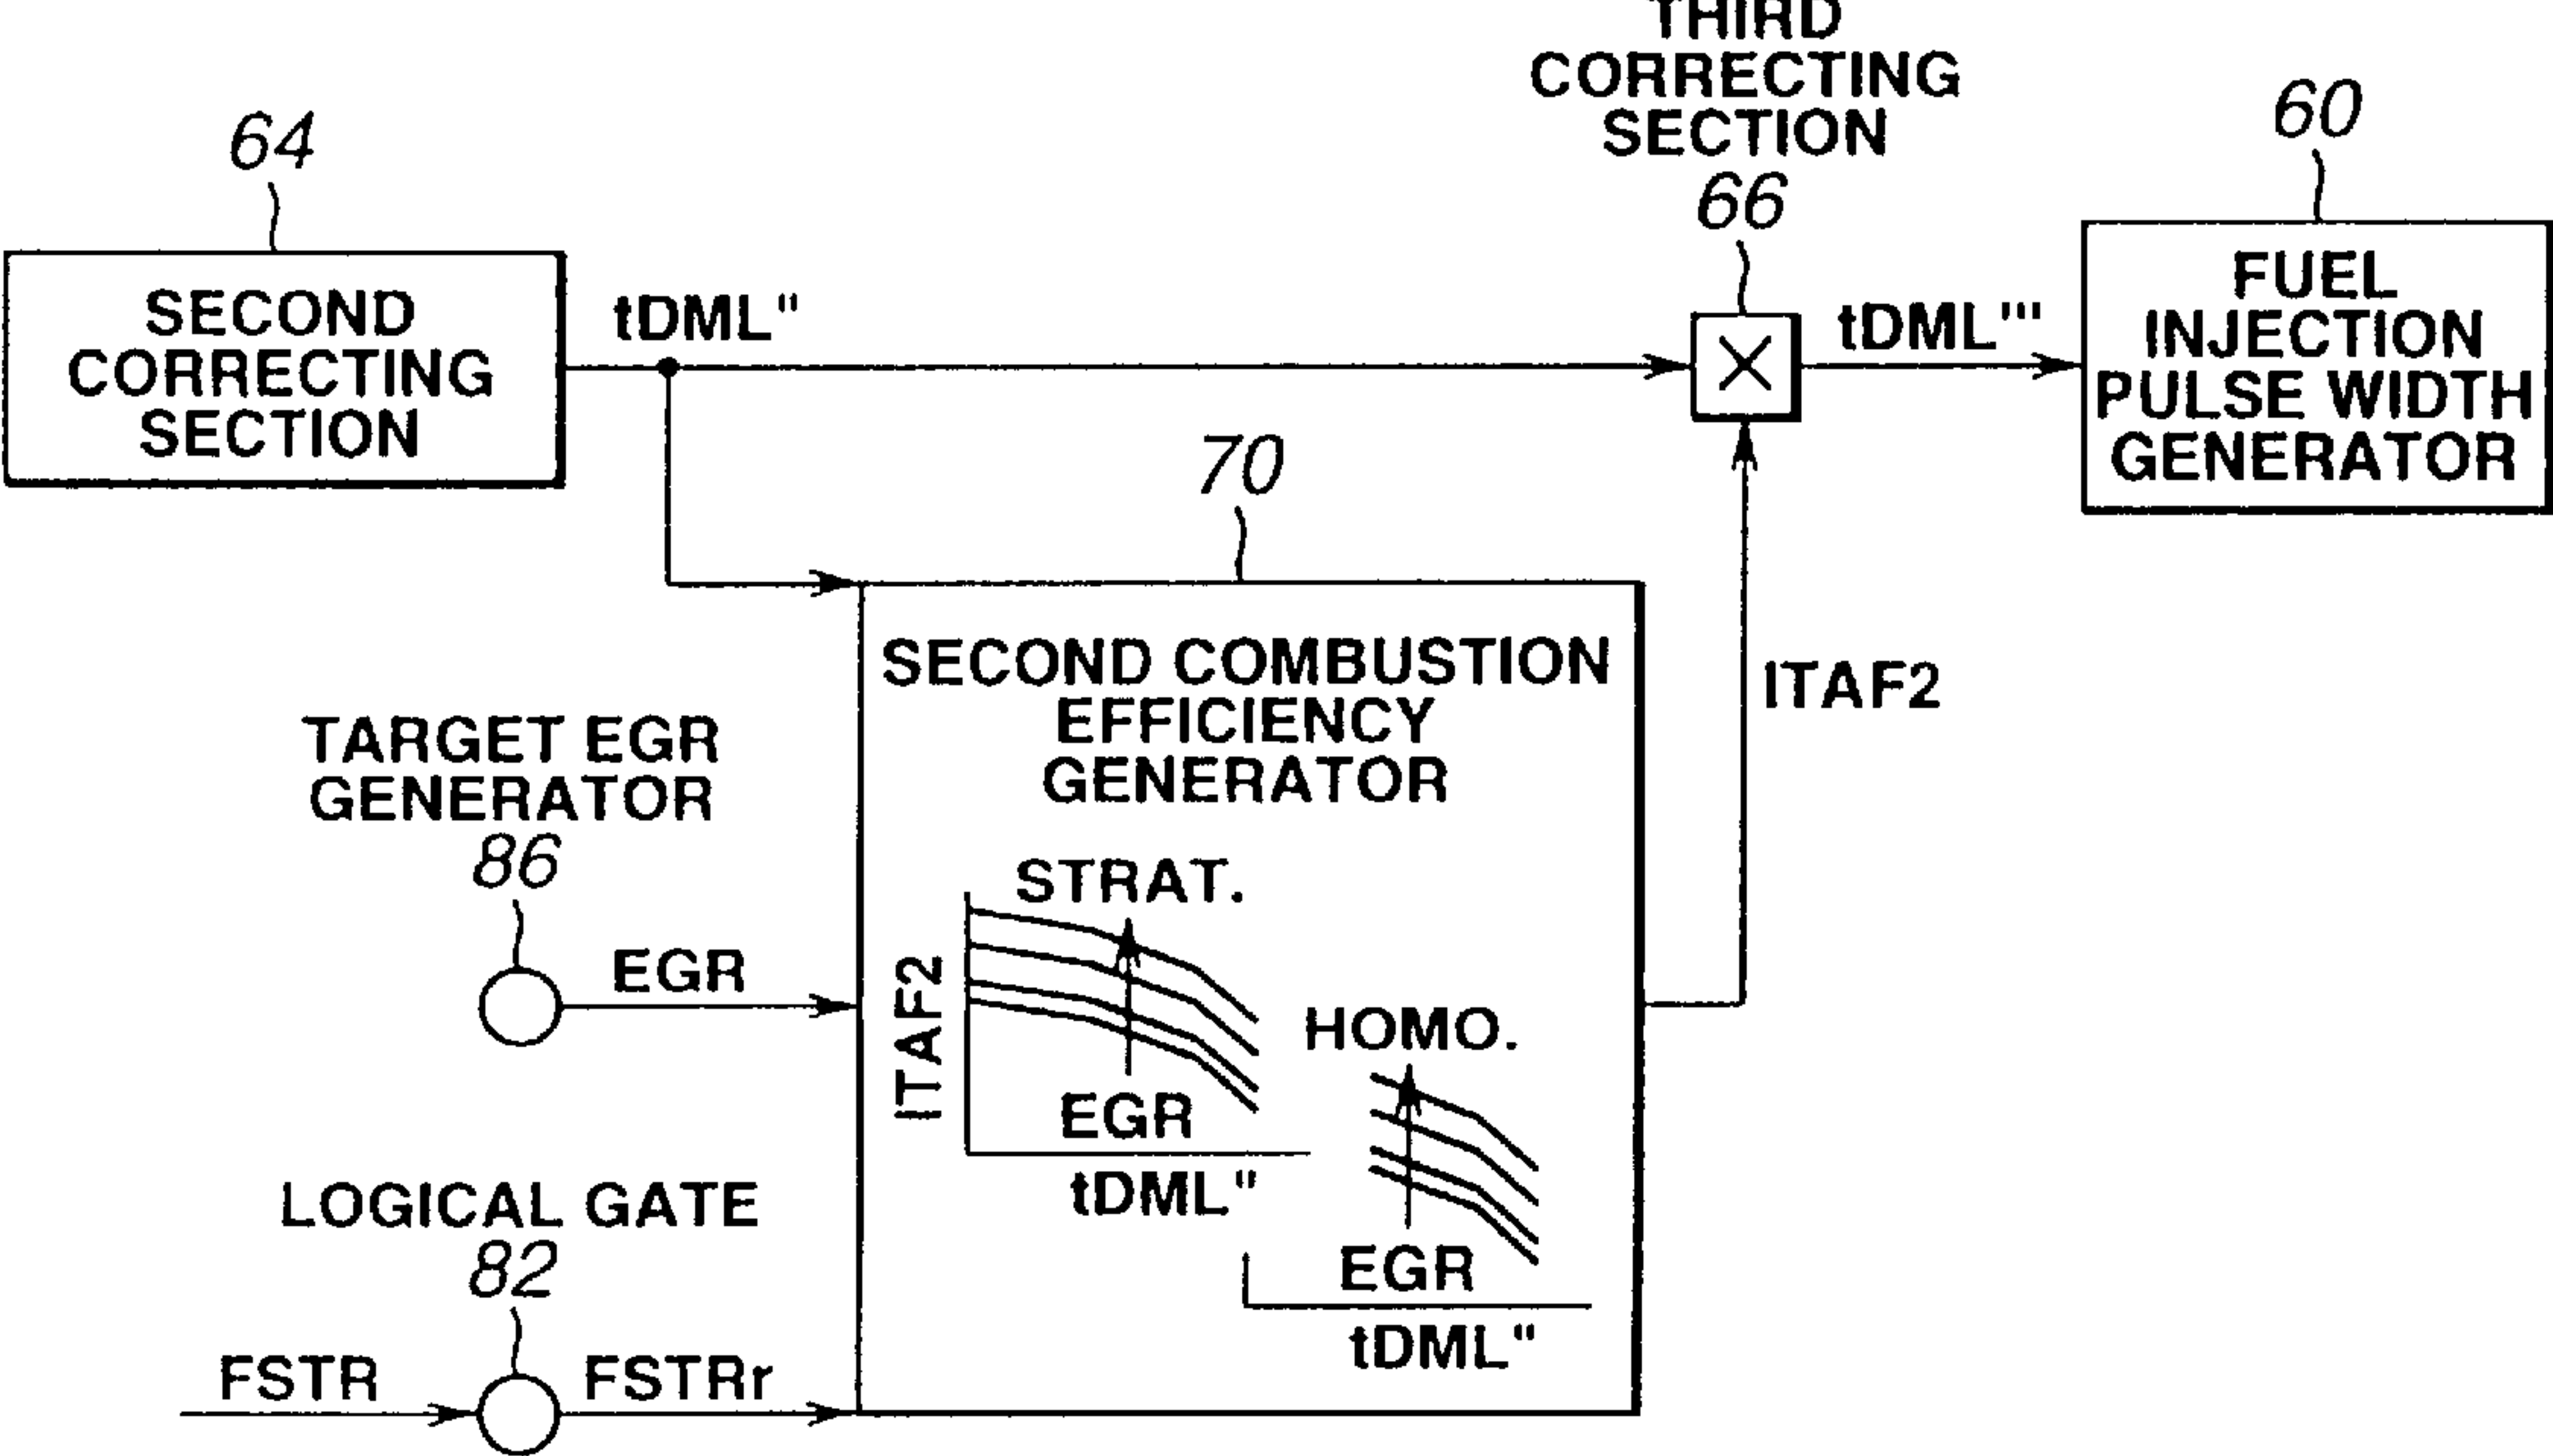 THIRD
CORRECTING
SECTION
66
64
60
SECOND
CORRECTING
SECTION
tDML"
tDML"'
FUEL
INJECTION
PULSE WIDTH
GENERATOR
70
SECOND COMBUSTION
EFFICIENCY
GENERATOR
ITAF2
TARGET EGR
GENERATOR
86
EGR
STRAT.
ITAF2
EGR
tDML"
HOMO.
EGR
tDML"
LOGICAL GATE
82
FSTR
FSTRr